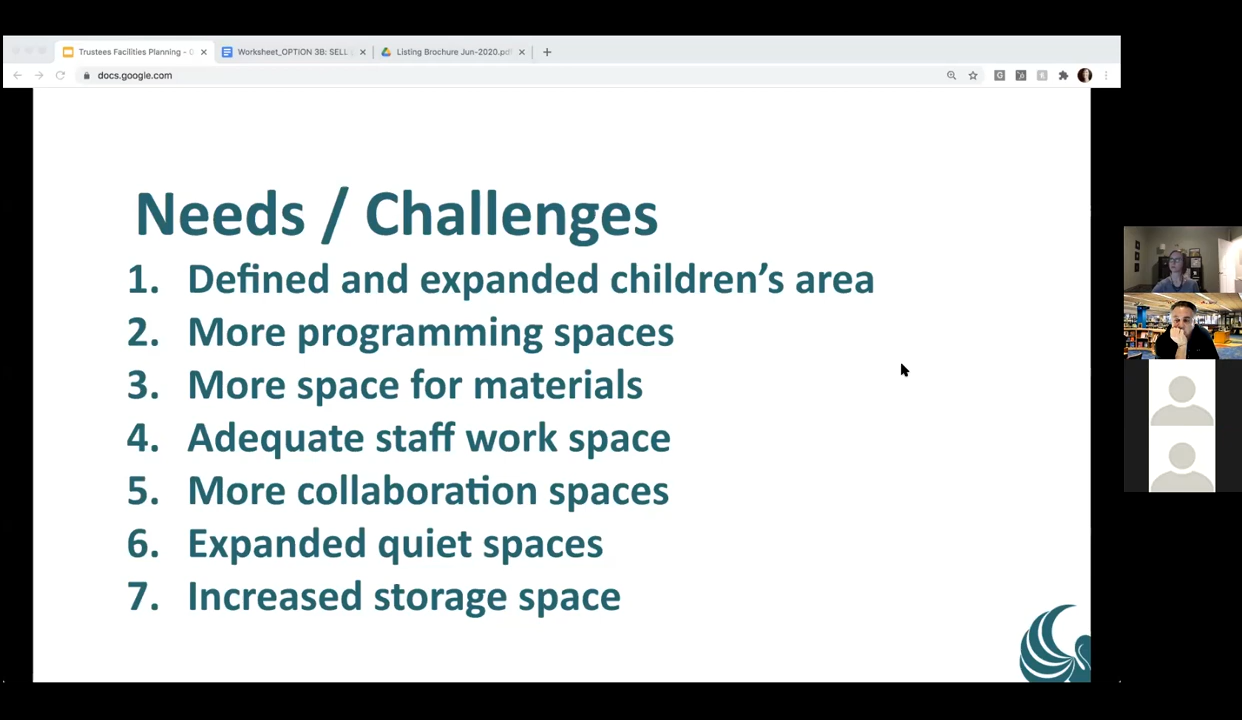 Trustees Facilities Planning - 0
Worksheet_OPTION 3B: SELL
Listing Brochure Jun-2020.pdf
docs.google.com
Needs / Challenges
1. Defined and expanded children's area
2. More programming spaces
3. More space for materials
4. Adequate staff work space
5. More collaboration spaces
6. Expanded quiet spaces
7. Increased storage space